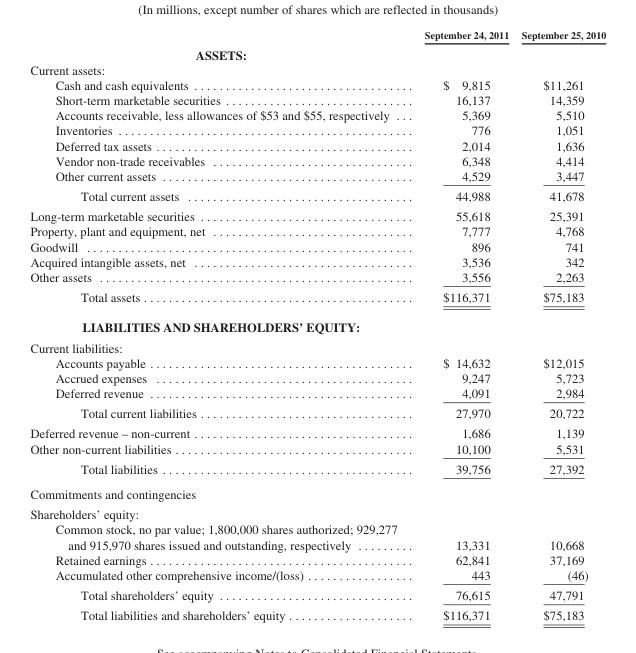 (In millions, except number of shares which are reflected in thousands)
September 24, 2011 September 25, 2010
ASSETS:
Current assets:
Cash and cash equivalents . . . . . . . . . . . . . . . . . . . . . . . . . . . . . . . . . . . $ 9,815 $11,261
Short-term marketable securities . . . . . . . . . . . . . . . . . . . . . . . . . . . . . . 16,137 14,359
Accounts receivable, less allowances of $53 and $55, respectively . . . 5,369 5,510
Inventories . . . . . . . . . . . . . . . . . . . . . . . . . . . . . . . . . . . . . . . . . . . . . . . 776 1,051
Deferred tax assets . . . . . . . . . . . . . . . . . . . . . . . . . . . . . . . . . . . . . . . . . 2,014 1,636
Vendor non-trade receivables . . . . . . . . . . . . . . . . . . . . . . . . . . . . . . . . 6,348 4,414
Other current assets . . . . . . . . . . . . . . . . . . . . . . . . . . . . . . . . . . . . . . . . 4,529 3,447
Total current assets . . . . . . . . . . . . . . . . . . . . . . . . . . . . . . . . . . . . 44,988 41,678
Long-term marketable securities . . . . . . . . . . . . . . . . . . . . . . . . . . . . . . . . . . 55,618 25,391
Property, plant and equipment, net . . . . . . . . . . . . . . . . . . . . . . . . . . . . . . . . 7,777 4,768
Goodwill . . . . . . . . . . . . . . . . . . . . . . . . . . . . . . . . . . . . . . . . . . . . . . . . . . . . 896 741
Acquired intangible assets, net . . . . . . . . . . . . . . . . . . . . . . . . . . . . . . . . . . . 3,536 342
Other assets . . . . . . . . . . . . . . . . . . . . . . . . . . . . . . . . . . . . . . . . . . . . . . . . . . 3,556 2,263
Total assets . . . . . . . . . . . . . . . . . . . . . . . . . . . . . . . . . . . . . . . . . . . $116,371 $75,183
LIABILITIES AND SHAREHOLDERS’ EQUITY:
Current liabilities:
Accounts payable . . . . . . . . . . . . . . . . . . . . . . . . . . . . . . . . . . . . . . . . . . $ 14,632 $12,015
Accrued expenses . . . . . . . . . . . . . . . . . . . . . . . . . . . . . . . . . . . . . . . . . 9,247 5,723
Deferred revenue . . . . . . . . . . . . . . . . . . . . . . . . . . . . . . . . . . . . . . . . . . 4,091 2,984
Total current liabilities . . . . . . . . . . . . . . . . . . . . . . . . . . . . . . . . . . 27,970 20,722
Deferred revenue – non-current . . . . . . . . . . . . . . . . . . . . . . . . . . . . . . . . . . . 1,686 1,139
Other non-current liabilities . . . . . . . . . . . . . . . . . . . . . . . . . . . . . . . . . . . . . . 10,100 5,531
Total liabilities . . . . . . . . . . . . . . . . . . . . . . . . . . . . . . . . . . . . . . . . 39,756 27,392
Commitments and contingencies
Shareholders’ equity:
Common stock, no par value; 1,800,000 shares authorized; 929,277
and 915,970 shares issued and outstanding, respectively . . . . . . . . . 13,331 10,668
Retained earnings . . . . . . . . . . . . . . . . . . . . . . . . . . . . . . . . . . . . . . . . . . 62,841 37,169
Accumulated other comprehensive income/(loss) . . . . . . . . . . . . . . . . . 443 (46)
Total shareholders’ equity . . . . . . . . . . . . . . . . . . . . . . . . . . . . . . . 76,615 47,791
Total liabilities and shareholders’ equity . . . . . . . . . . . . . . . . . . . . $116,371 $75,183
See accompanying Notes to Consolidated Financial Statements